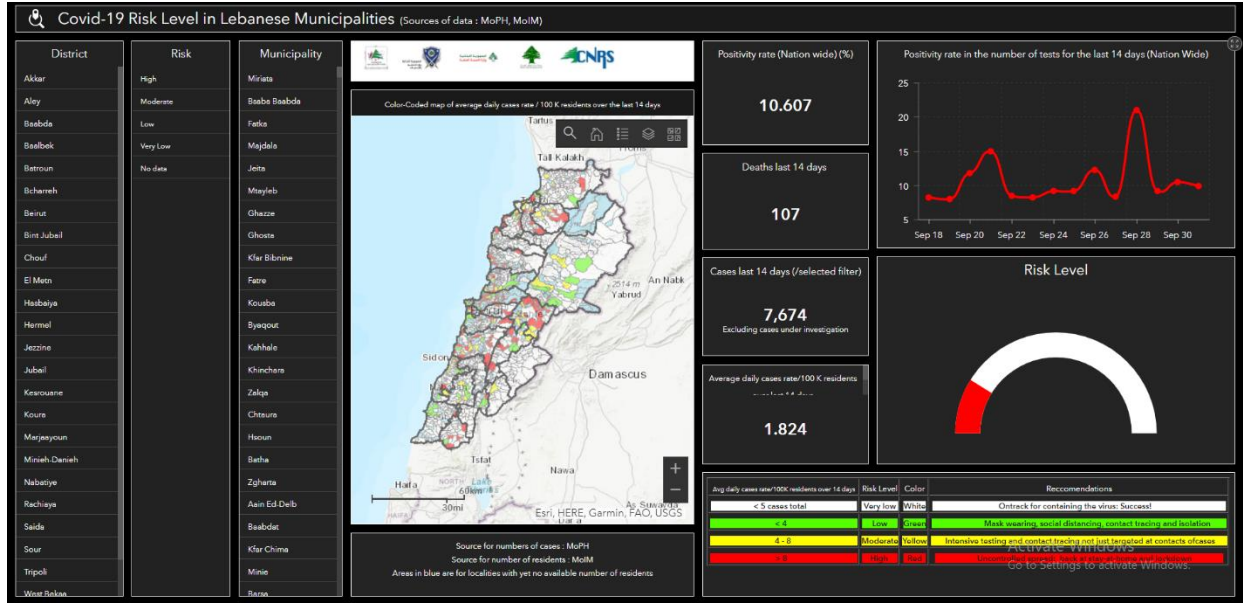 Covid-19 Risk Level in Lebanese Municipalities (Sources of data : MoPH, MoIM)
District
Akkar
Aley
Baabda
Baalbek
Batroun
Bcharreh
Beirut
Bint Jubail
Chouf
El Metn
Hasbaiya
Hermel
Jezzine
Jubail
Kesrouane
Koura
Marjaayoun
Minieh-Danieh
Nabatiye
Rachiaya
Saide
Sour
Tripoli
West Bekaa
Risk
High
Moderate
Low
Very Low
No data
Municipality
Miriata
Bsaba Baabda
Fatka
Majdala
Jeita
Mtayleb
Ghazze
Ghosta
Kfar Bibnine
Fatre
Kousba
Byaqout
Kahhale
Khinchara
Zalqa
Chtaura
Hsoun
Batha
Zgharta
Aain Ed-Delb
Baabdat
Kfar Chima
Minie
Barsa
CNRS
Color-Coded map of average daily cases rate / 100 K residents over the last 14 days
Tartus
Tall Kalakh
2514 m
An Nabk
Yabrud
Sidon
Damascus
Tsfat
Nawa
Haifa
HAIFA
60km
30mi
As Suwayda
Esri, HERE, Garmin, FAO, USGS
Source for numbers of cases : MoPH
Source for number of residents : MoIM
Areas in blue are for localities with yet no available number of residents
Positivity rate (Nation wide) (%)
10.607
Deaths last 14 days
107
Cases last 14 days (/selected filter)
7,674
Excluding cases under investigation
Average daily cases rate/100 K residents
over last 14 days
1.824
Positivity rate in the number of tests for the last 14 days (Nation Wide)
25
20
15
10
5
Sep 18 Sep 20 Sep 22 Sep 24 Sep 26 Sep 28 Sep 30
Risk Level
Avg daily cases rate/100K residents over 14 days Risk Level Color Reccomendations
< 5 cases total Very low White Ontrack for containing the virus: Success!
< 4 Low Green Mask wearing, social distancing, contact tracing and isolation
4 - 8 Moderate Yellow Intensive testing and contact tracing not just targeted at contacts ofcases
> 8 High Red
Activate Windows
Go to Settings to activate Windows.